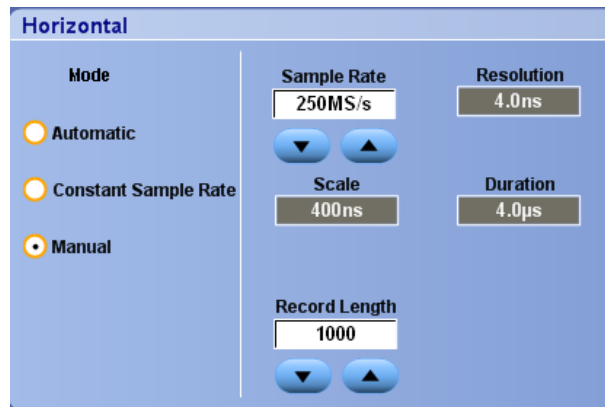 Horizontal
Mode
Automatic
Constant Sample Rate
Manual
Sample Rate
250MS/s
Resolution
4.0ns
Scale
400ns
Duration
4.0µs
Record Length
1000